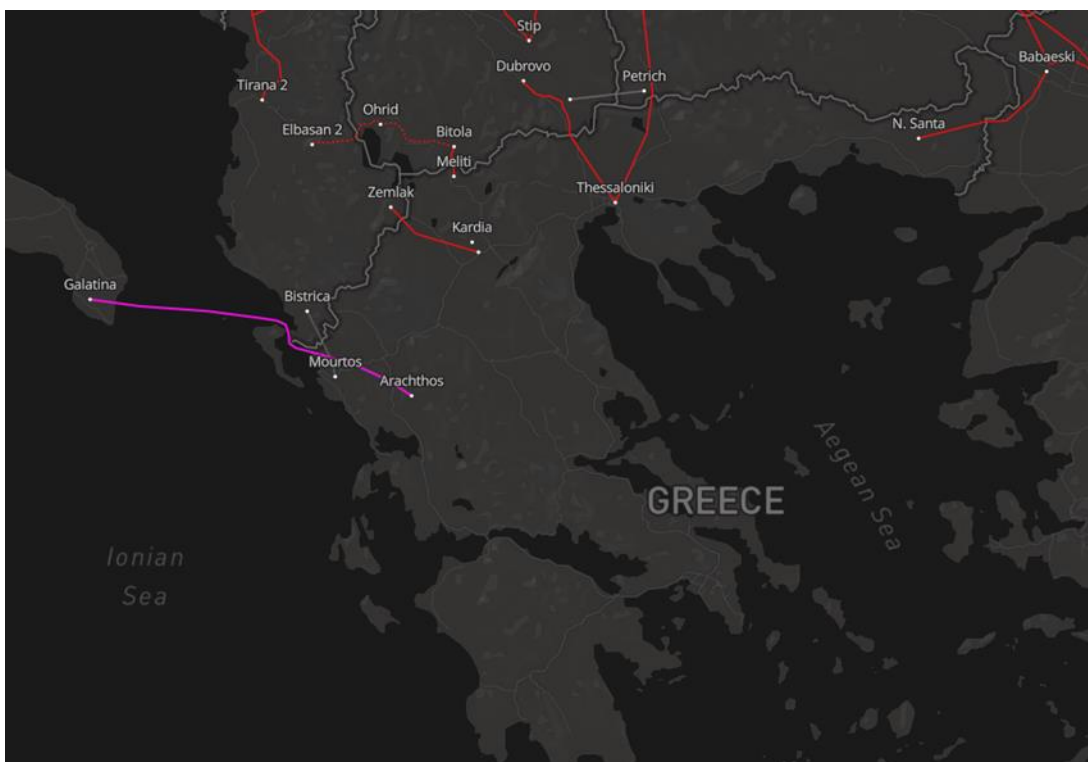 Stip
Dubrovo
Petrich
Babaeski
Tirana 2
Ohrid
Elbasan 2
Bitola
N. Santa
Meliti
Zemlak
Thessaloniki
Kardia
Galatina
Bistrica
Mourtos
Arachthos
Aegean Sea
GREECE
Ionian
Sea